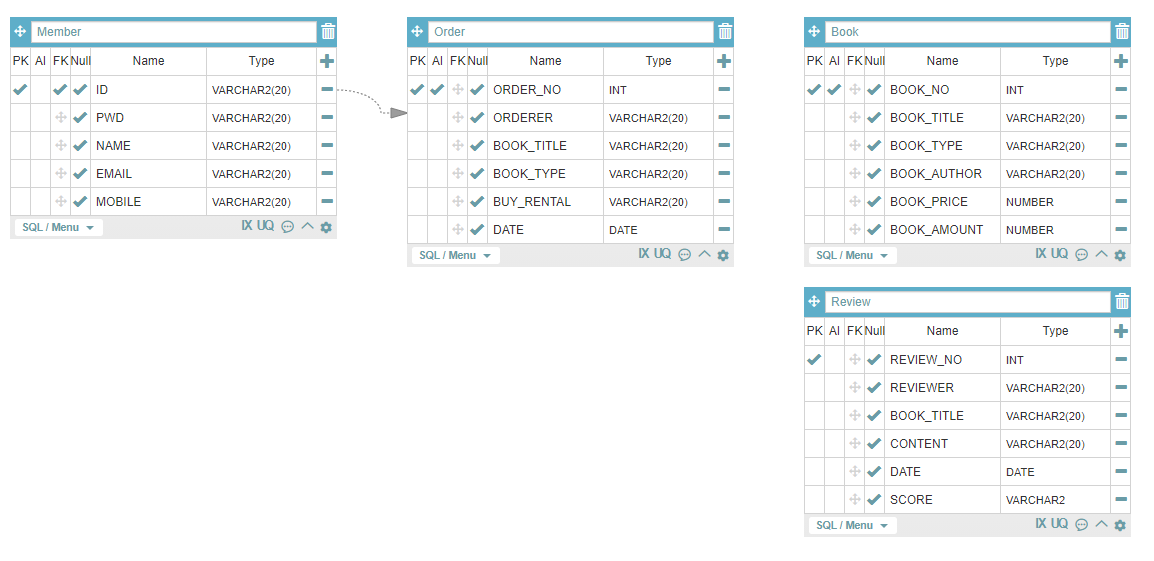 Member
PK AI FK Null Name Type
ID VARCHAR2(20)
PWD VARCHAR2(20)
NAME VARCHAR2(20)
EMAIL VARCHAR2(20)
MOBILE VARCHAR2(20)
SQL / Menu IX UQ
Order
PK AI FK Null Name Type
ORDER_NO INT
ORDERER VARCHAR2(20)
BOOK_TITLE VARCHAR2(20)
BOOK_TYPE VARCHAR2(20)
BUY_RENTAL VARCHAR2(20)
DATE DATE
SQL / Menu IX UQ
Book
PK AI FK Null Name Type
BOOK_NO INT
BOOK_TITLE VARCHAR2(20)
BOOK_TYPE VARCHAR2(20)
BOOK_AUTHOR VARCHAR2(20)
BOOK_PRICE NUMBER
BOOK_AMOUNT NUMBER
SQL / Menu IX UQ
Review
PK AI FK Null Name Type
REVIEW_NO INT
REVIEWER VARCHAR2(20)
BOOK_TITLE VARCHAR2(20)
CONTENT VARCHAR2(20)
DATE DATE
SCORE VARCHAR2
SQL / Menu IX UQ